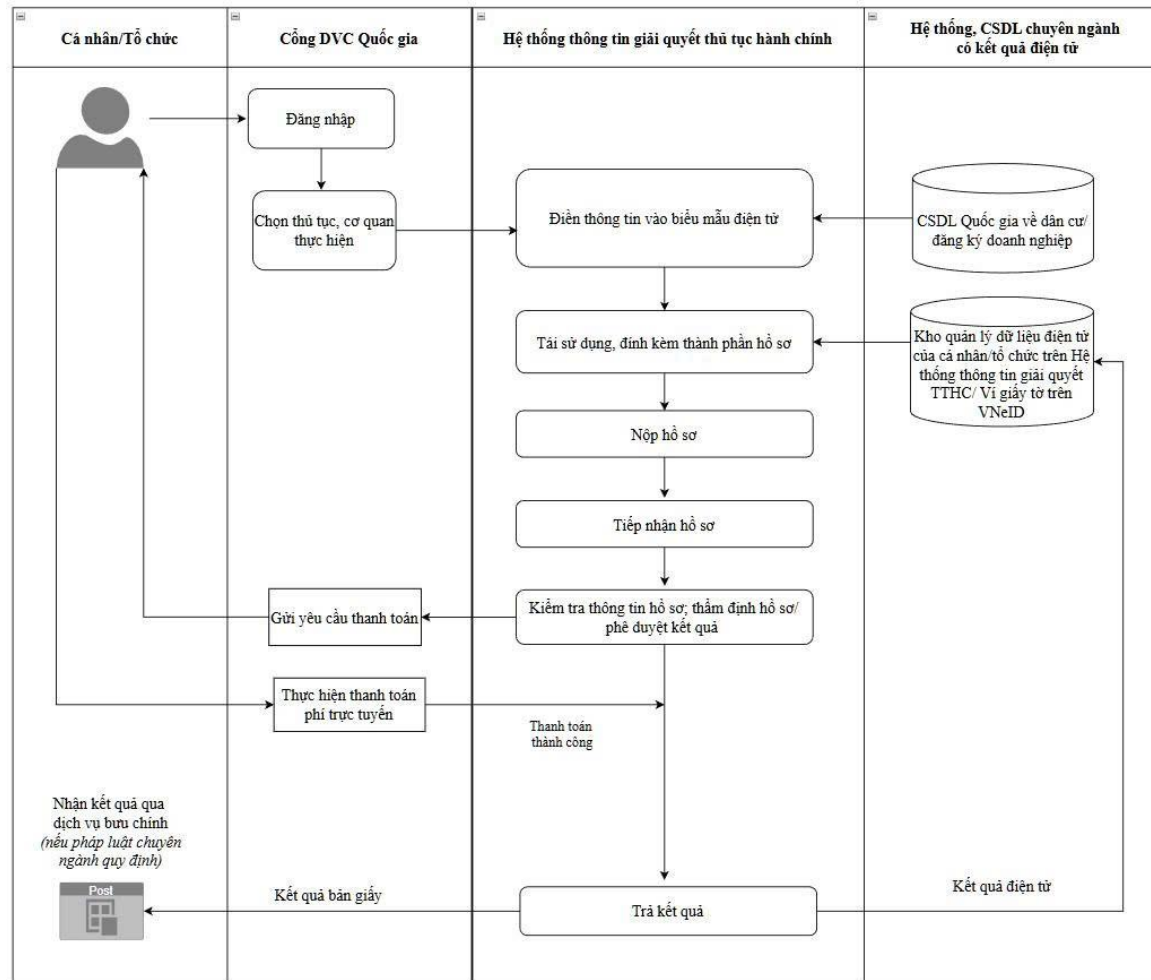 Cá nhân/Tổ chức
Cổng DVC Quốc gia
Hệ thống thông tin giải quyết thủ tục hành chính
Hệ thống, CSDL chuyên ngành
có kết quả điện tử
Đăng nhập
Chọn thủ tục, cơ quan
thực hiện
Điền thông tin vào biểu mẫu điện tử
CSDL Quốc gia về dân cư/
đăng ký doanh nghiệp
Tái sử dụng, đính kèm thành phần hồ sơ
Kho quản lý dữ liệu điện tử
của cá nhân/tổ chức trên Hệ
thống thông tin giải quyết
TTHC/ Ví giấy tờ trên
VNeID
Nộp hồ sơ
Tiếp nhận hồ sơ
Gửi yêu cầu thanh toán
Kiểm tra thông tin hồ sơ; thẩm định hồ sơ/
phê duyệt kết quả
Thực hiện thanh toán
phí trực tuyến
Thanh toán
thành công
Nhận kết quả qua
dịch vụ bưu chính
(nếu pháp luật chuyên
ngành quy định)
Post
Kết quả bản giấy
Trả kết quả
Kết quả điện tử